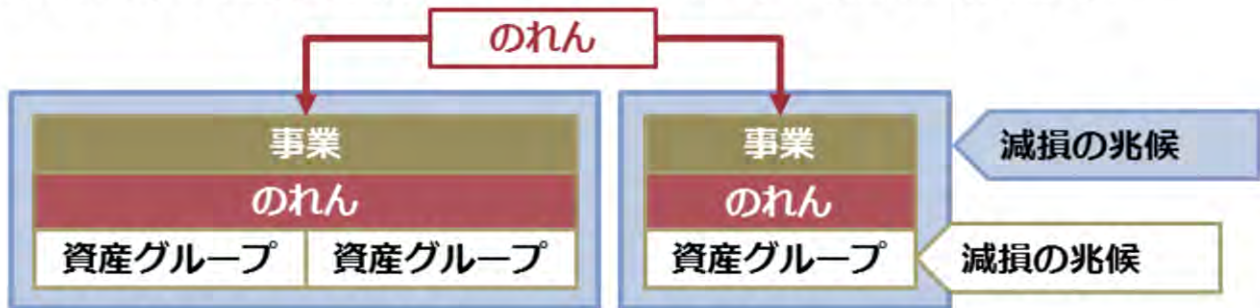 のれん
事業
事業
減損の兆候
のれん
のれん
資産グループ
資産グループ
資産グループ
減損の兆候